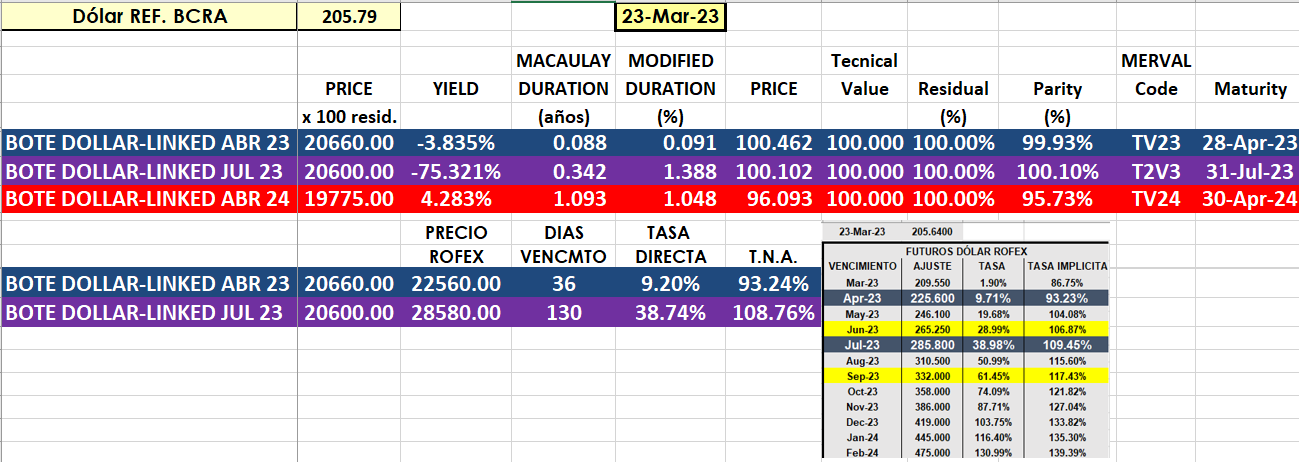 Dólar REF. BCRA 205.79 23-Mar-23
MACAULAY MODIFIED Tecnical MERVAL
PRICE YIELD DURATION DURATION PRICE Value Residual Parity Code Maturity
x 100 resid. (años) (%) (%) (%)
BOTE DOLLAR-LINKED ABR 23 20660.00 -3.835% 0.088 0.091 100.462 100.000 100.00% 99.93% TV23 28-Apr-23
BOTE DOLLAR-LINKED JUL 23 20600.00 -75.321% 0.342 1.388 100.102 100.000 100.00% 100.10% T2V3 31-Jul-23
BOTE DOLLAR-LINKED ABR 24 19775.00 4.283% 1.093 1.048 96.093 100.000 100.00% 95.73% TV24 30-Apr-24
PRECIO DIAS TASA
ROFEX VENCMTO DIRECTA T.N.A.
BOTE DOLLAR-LINKED ABR 23 20660.00 22560.00 36 9.20% 93.24%
BOTE DOLLAR-LINKED JUL 23 20600.00 28580.00 130 38.74% 108.76%
23-Mar-23 205.6400
FUTUROS DÓLAR ROFEX
VENCIMIENTO AJUSTE TASA TASA IMPLICITA
Mar-23 209.550 1.90% 86.75%
Apr-23 225.600 9.71% 93.23%
May-23 246.100 19.68% 104.08%
Jun-23 265.250 28.99% 106.87%
Jul-23 285.800 38.98% 109.45%
Aug-23 310.500 50.99% 115.60%
Sep-23 332.000 61.45% 117.43%
Oct-23 358.000 74.09% 121.82%
Nov-23 386.000 87.71% 127.04%
Dec-23 419.000 103.75% 133.82%
Jan-24 445.000 116.40% 135.30%
Feb-24 475.000 130.99% 139.39%